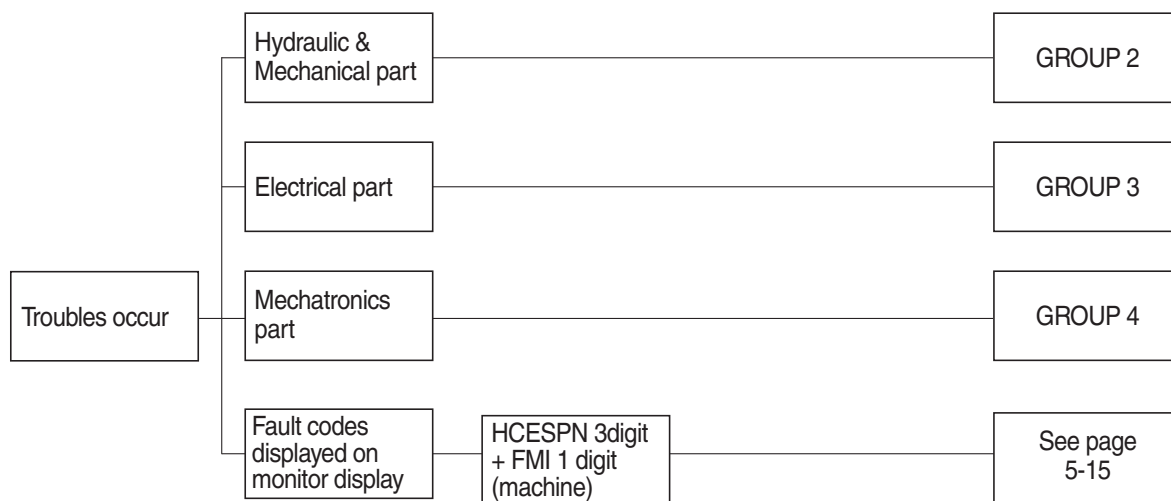 Hydraulic &
Mechanical part
GROUP 2
Electrical part
GROUP 3
Troubles occur
Mechatronics
part
GROUP 4
Fault codes
displayed on
monitor display
HCESPN 3digit
+ FMI 1 digit
(machine)
See page
5-15